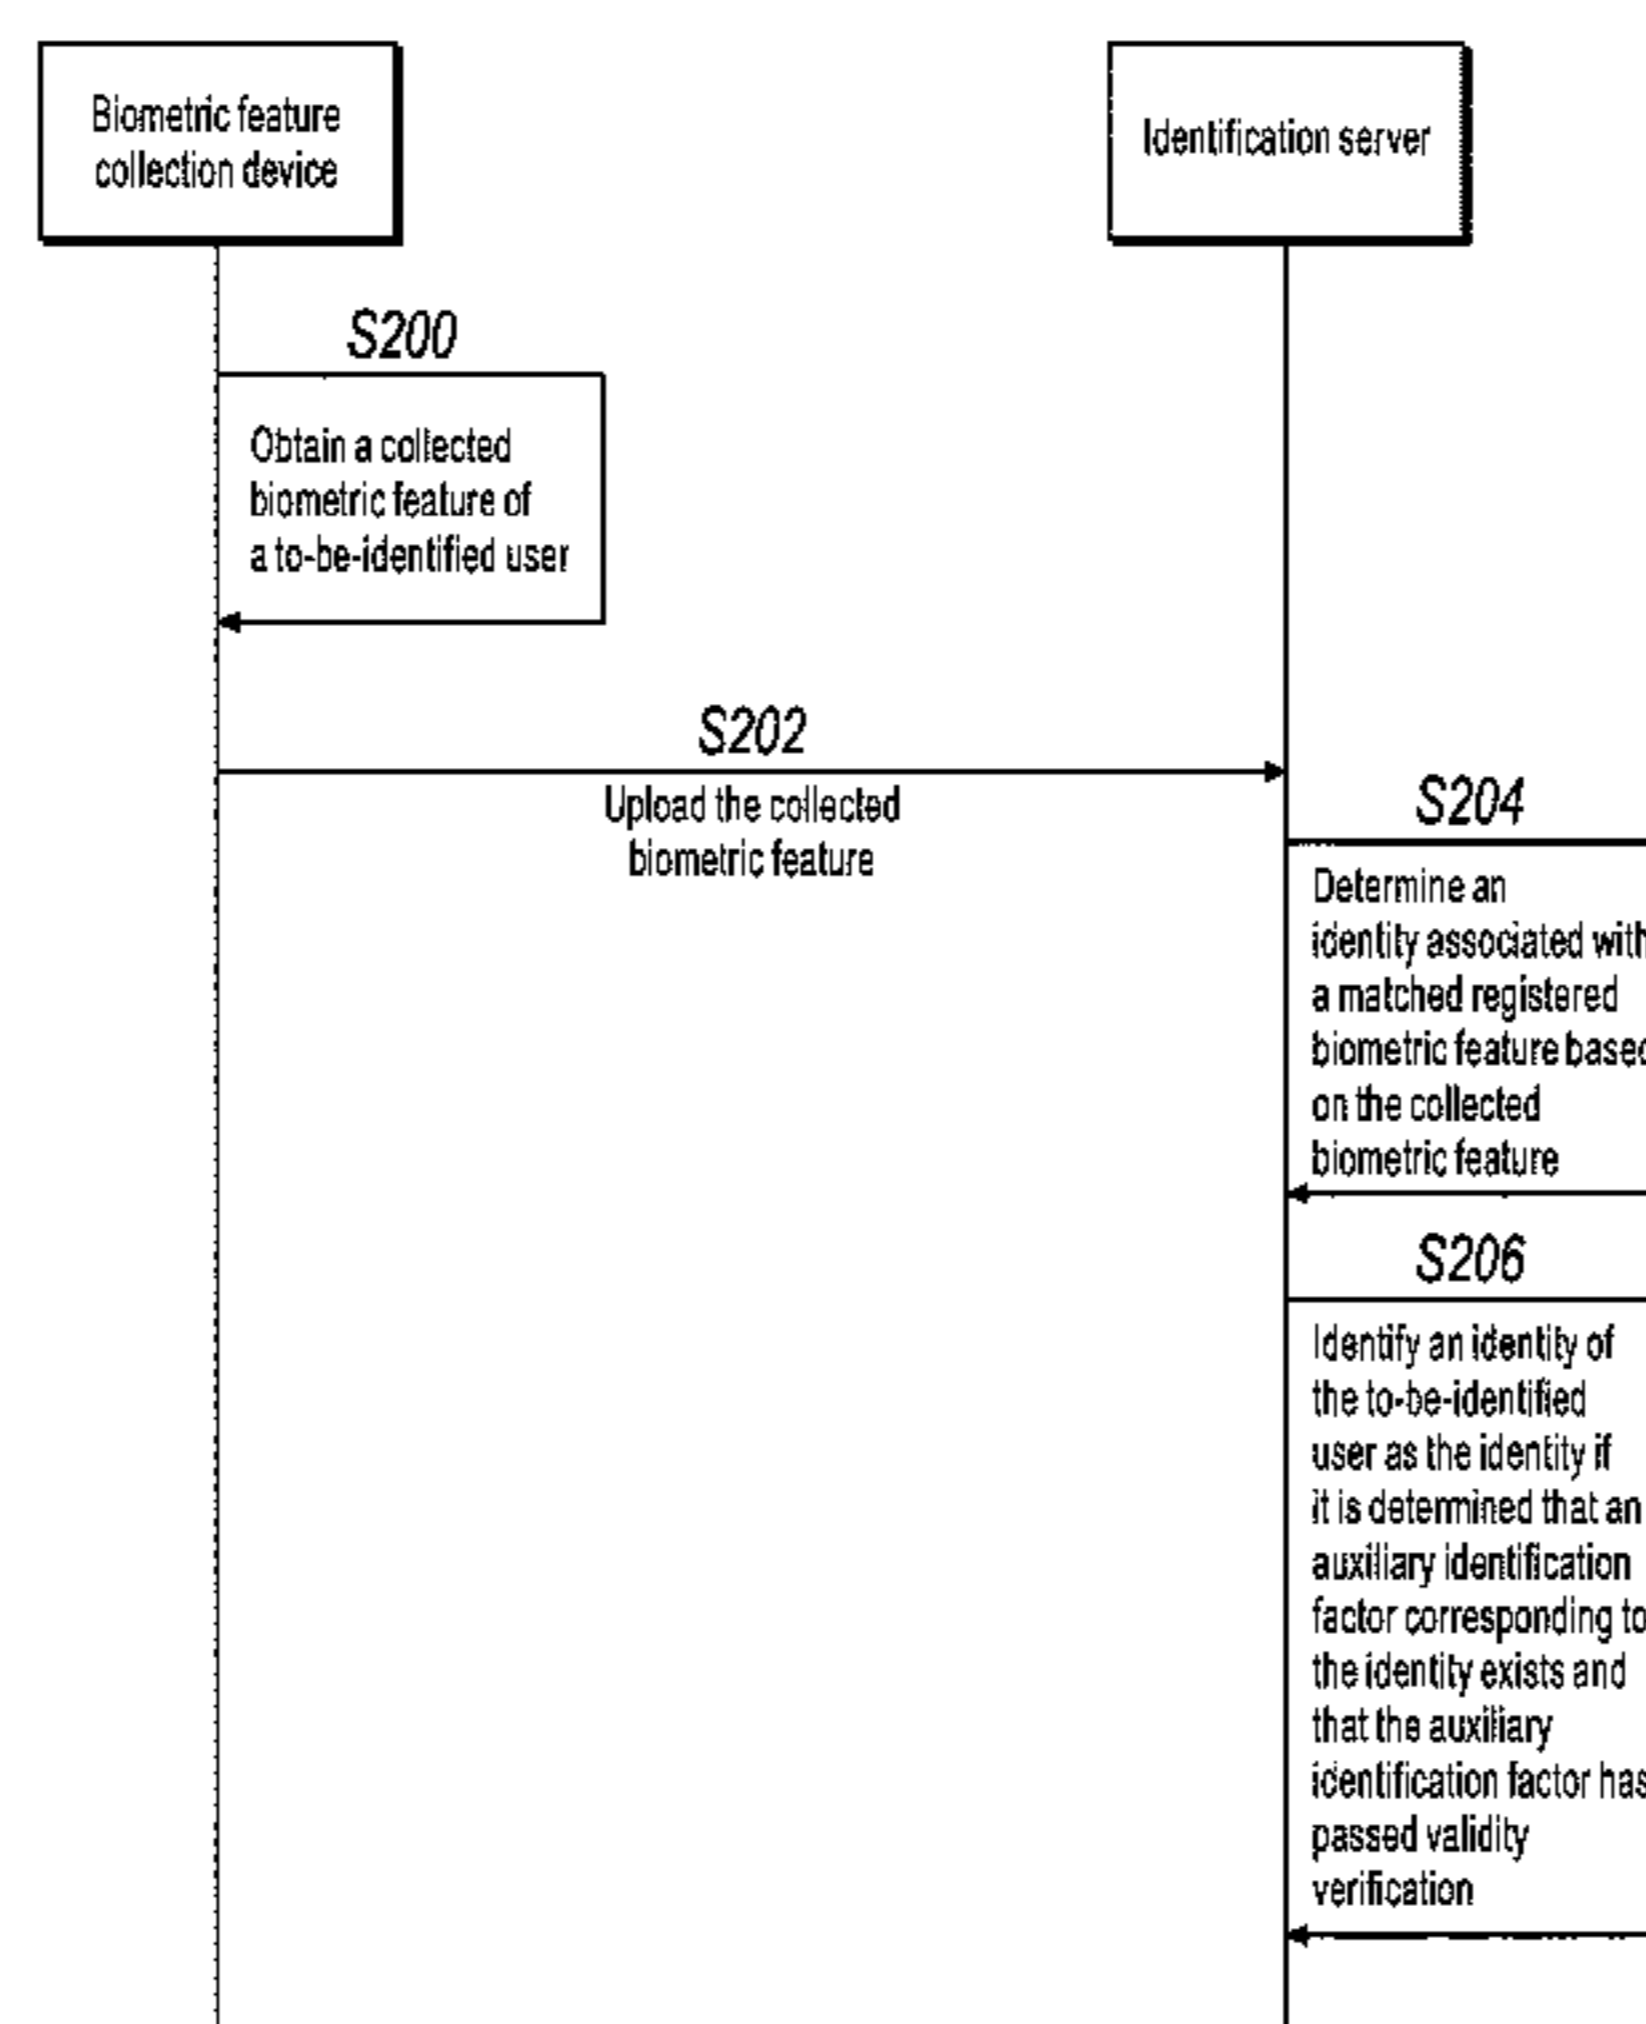 Biometric feature
collection device
Identification server
S200
Obtain a collected
biometric feature of
a to-be-identified user
S202
Upload the collected
biometric feature
S204
Determine an
identity associated with
a matched registered
biometric feature based
on the collected
biometric feature
S206
Identify an identity of
the to-be-identified
user as the identity if
it is determined that an
auxiliary identification
factor corresponding to
the identity exists and
that the auxiliary
identification factor has
passed validity
verification